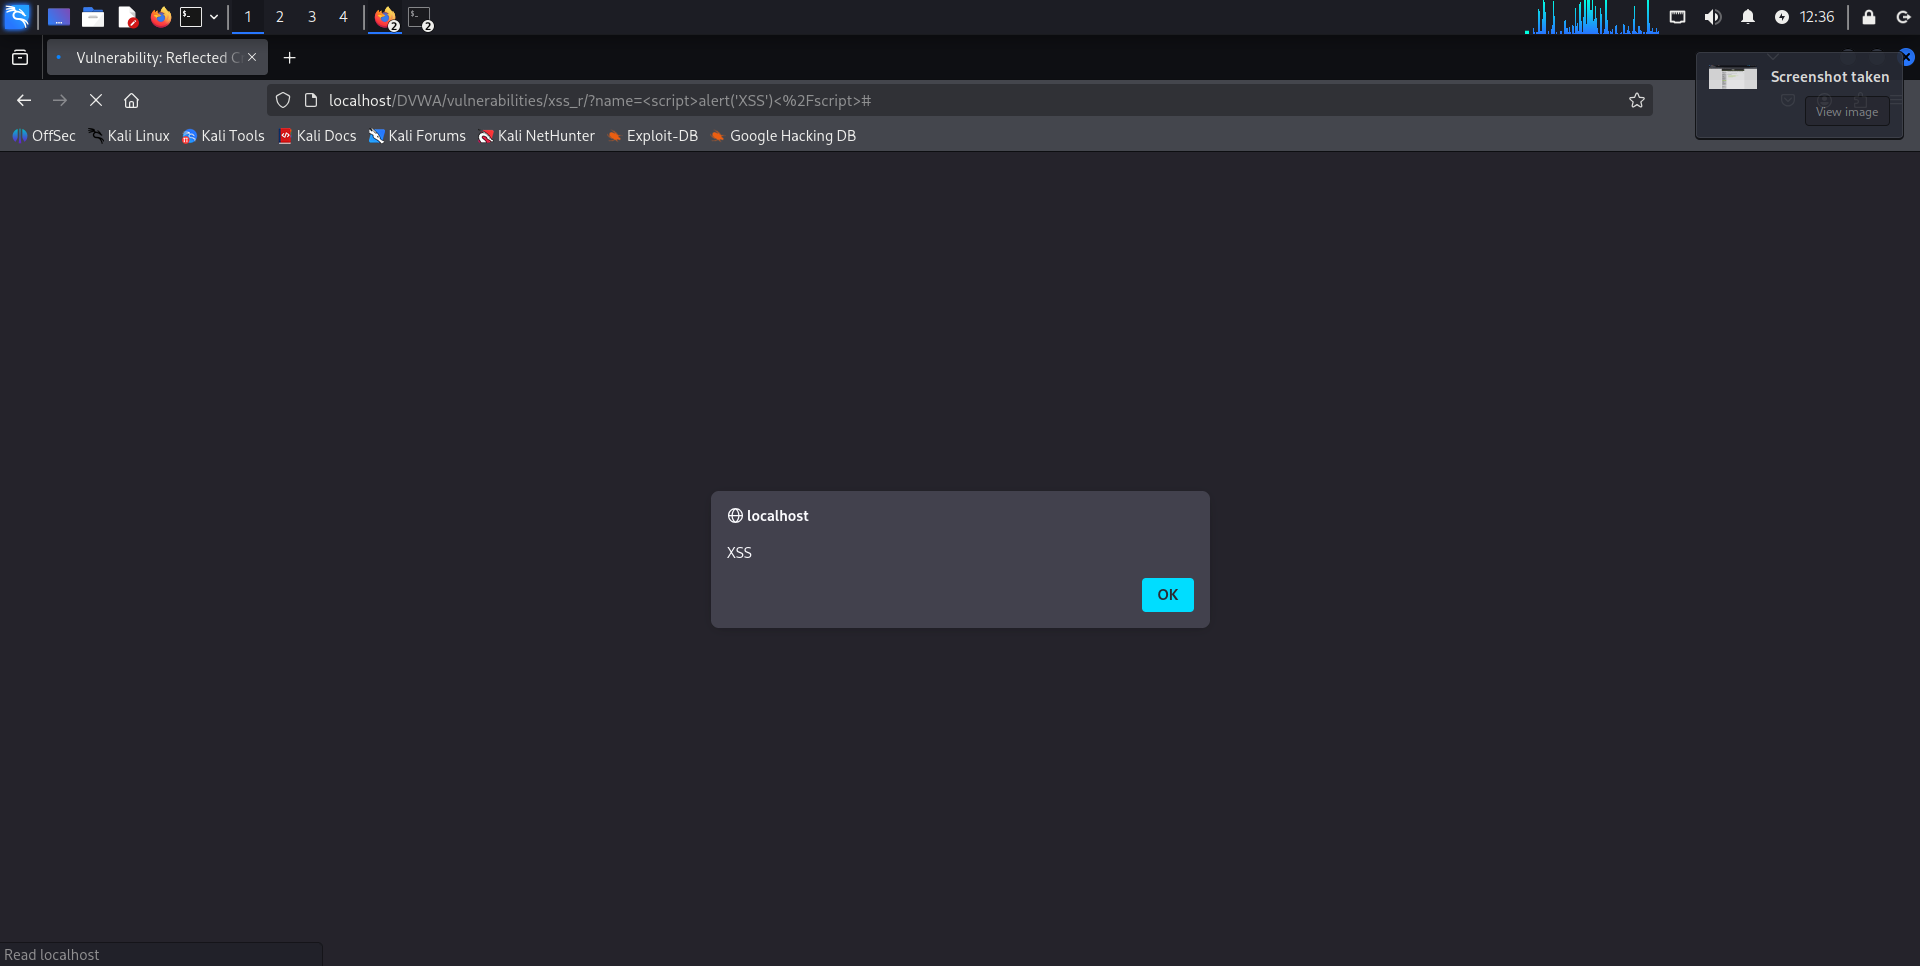 1 2 3 4 2 2 12:36
Vulnerability: Reflected C
Screenshot taken
localhost/DVWA/vulnerabilities/xss_r/?name=<script>alert('XSS')<%2Fscript>#
View image
OffSec Kali Linux Kali Tools Kali Docs Kali Forums Kali NetHunter Exploit-DB Google Hacking DB
localhost
XSS
OK
Read localhost